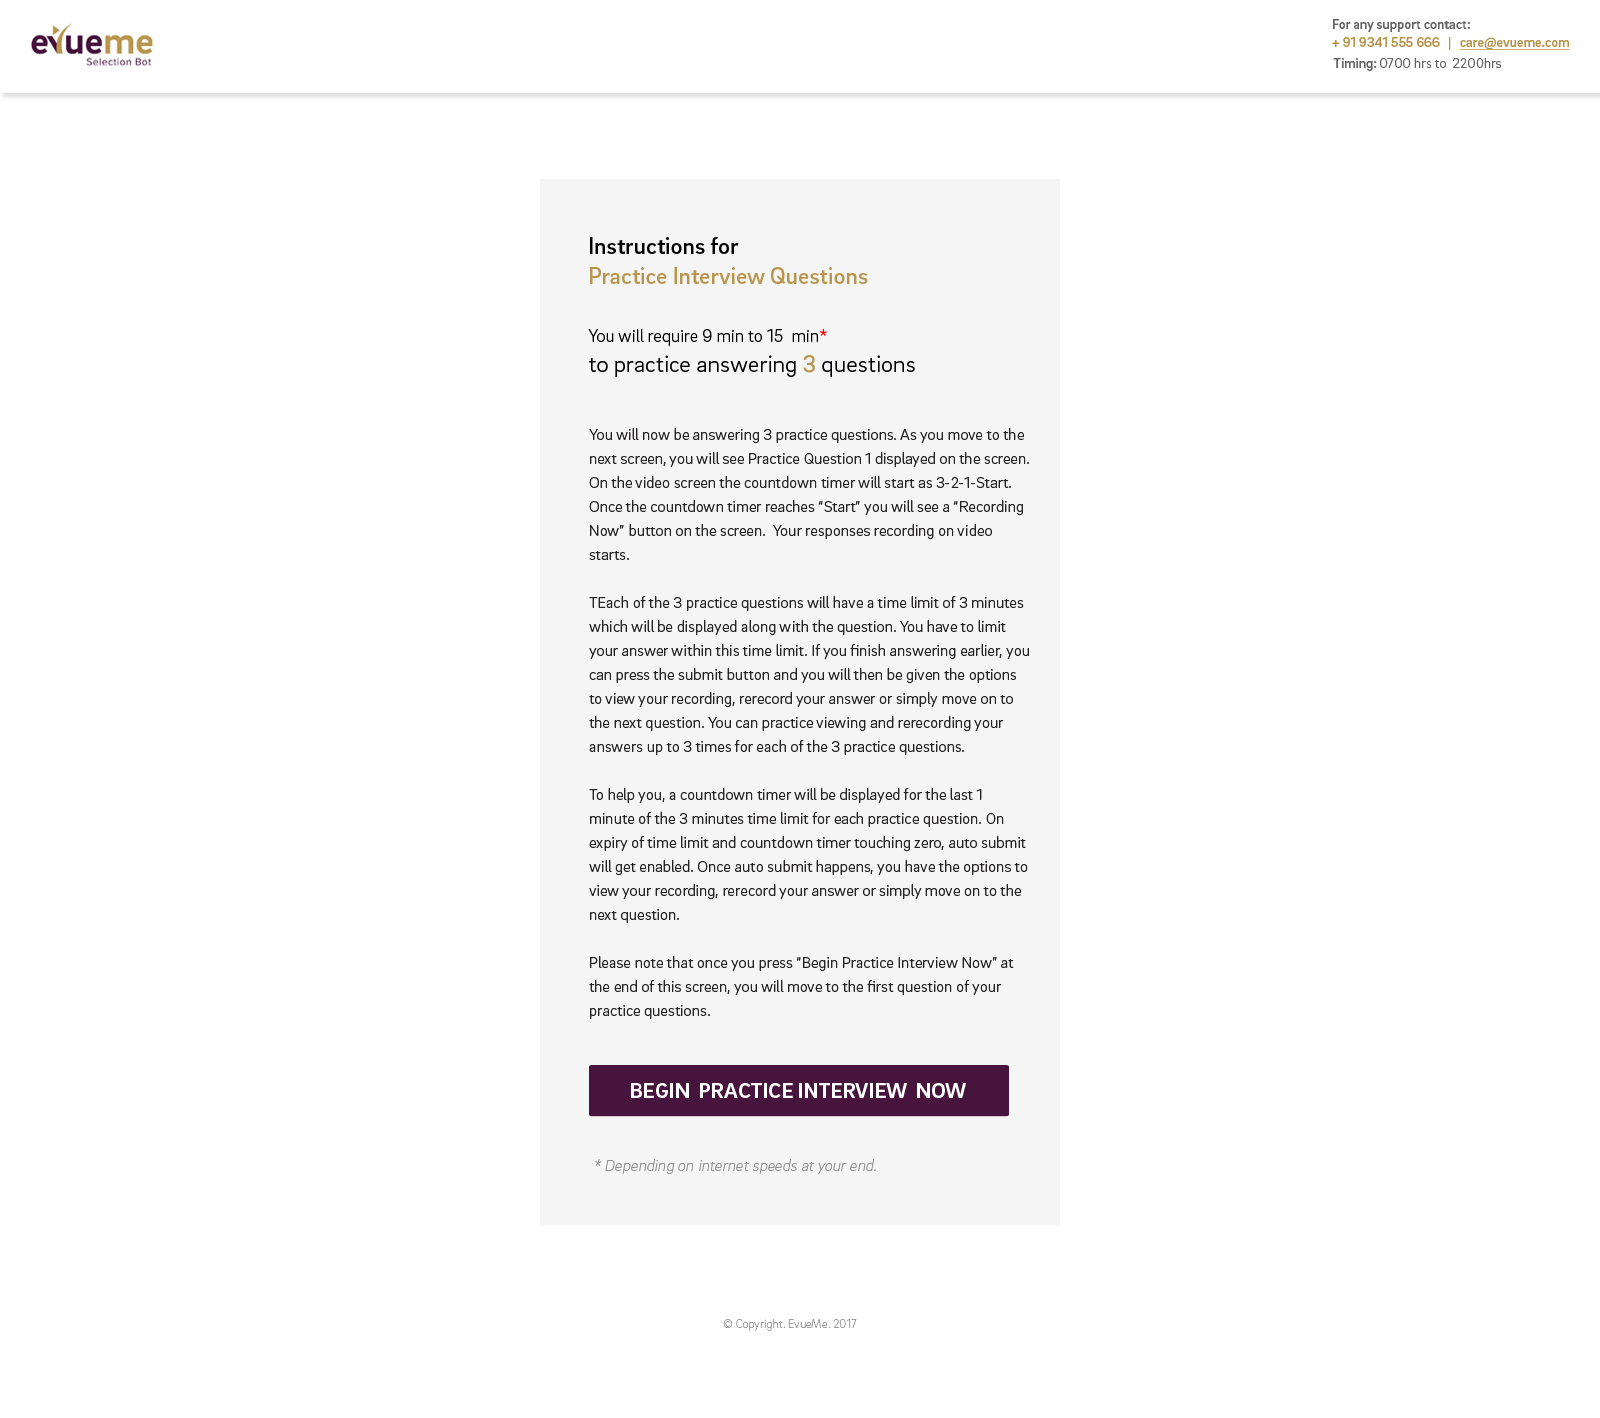 evueme
Selection Bot
For any support contact:
+ 91 9341 555 666 | care@evueme.com
Timing: 0700 hrs to 2200hrs
Instructions for
Practice Interview Questions
You will require 9 min to 15 min*
to practice answering 3 questions
You will now be answering 3 practice questions. As you move to the
next screen, you will see Practice Question 1 displayed on the screen.
On the video screen the countdown timer will start as 3-2-1-Start.
Once the countdown timer reaches “Start” you will see a “Recording
Now” button on the screen. Your responses recording on video
starts.
TEach of the 3 practice questions will have a time limit of 3 minutes
which will be displayed along with the question. You have to limit
your answer within this time limit. If you finish answering earlier, you
can press the submit button and you will then be given the options
to view your recording, rerecord your answer or simply move on to
the next question. You can practice viewing and rerecording your
answers up to 3 times for each of the 3 practice questions.
To help you, a countdown timer will be displayed for the last 1
minute of the 3 minutes time limit for each practice question. On
expiry of time limit and countdown timer touching zero, auto submit
will get enabled. Once auto submit happens, you have the options to
view your recording, rerecord your answer or simply move on to the
next question.
Please note that once you press “Begin Practice Interview Now” at
the end of this screen, you will move to the first question of your
practice questions.
BEGIN PRACTICE INTERVIEW NOW
* Depending on internet speeds at your end.
© Copyright. EvueMe. 2017